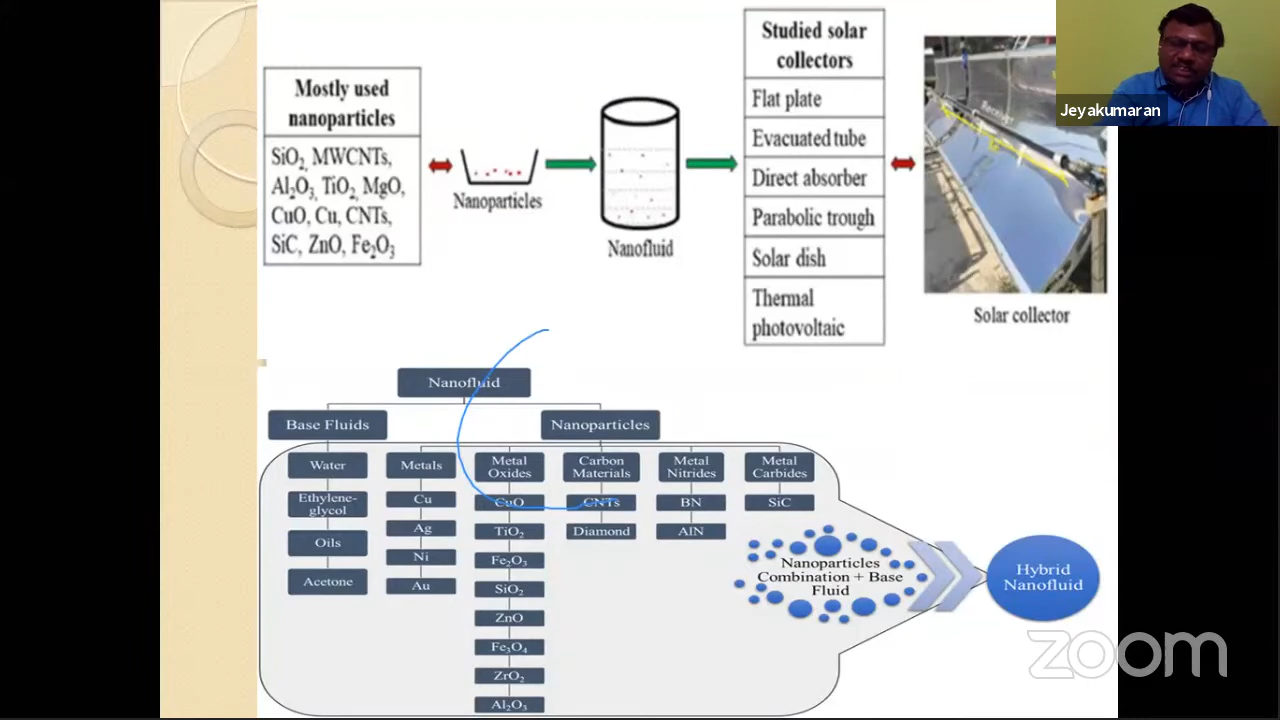 Mostly used
nanoparticles
SiO₂, MWCNTs,
Al₂O₃, TiO₂, MgO,
CuO, Cu, CNTs,
SiC, ZnO, Fe₂O₃
Nanoparticles
Nanofluid
Studied solar
collectors
Flat plate
Evacuated tube
Direct absorber
Parabolic trough
Solar dish
Thermal
photovoltaic
Solar collector
Jeyakumaran
Nanofluid
Base Fluids
Nanoparticles
Water
Ethylene-
glycol
Oils
Acetone
Metals
Cu
Ag
Ni
Au
Metal
Oxides
CuO
TiO₂
Fe₂O₃
SiO₂
ZnO
Fe₃O₄
ZrO₂
Al₂O₃
Carbon
Materials
CNTs
Diamond
Metal
Nitrides
BN
AlN
Metal
Carbides
SiC
Nanoparticles
Combination + Base
Fluid
Hybrid
Nanofluid
zoom